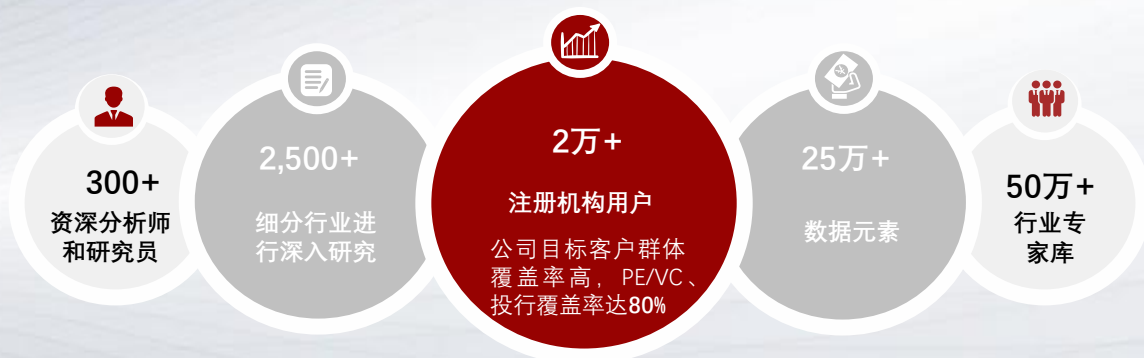 300+
资深分析师
和研究员
2,500+
细分行业进
行深入研究
2万+
注册机构用户
公司目标客户群体
覆盖率高，PE/VC、
投行覆盖率达80%
25万+
数据元素
50万+
行业专
家库